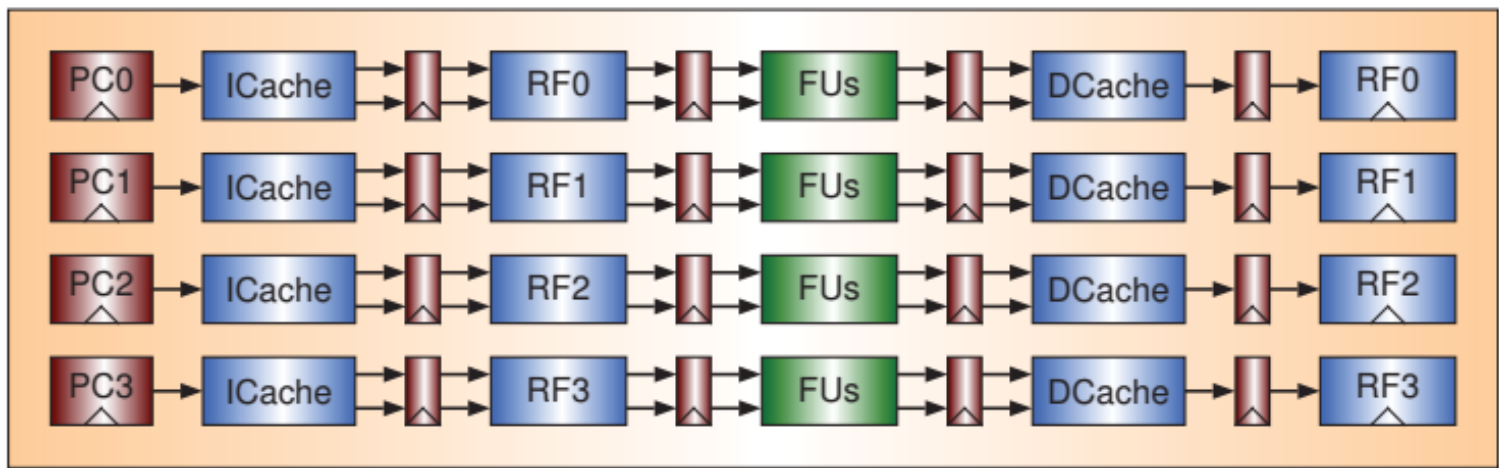 PC0 ICache RF0 FUs DCache RF0
PC1 ICache RF1 FUs DCache RF1
PC2 ICache RF2 FUs DCache RF2
PC3 ICache RF3 FUs DCache RF3